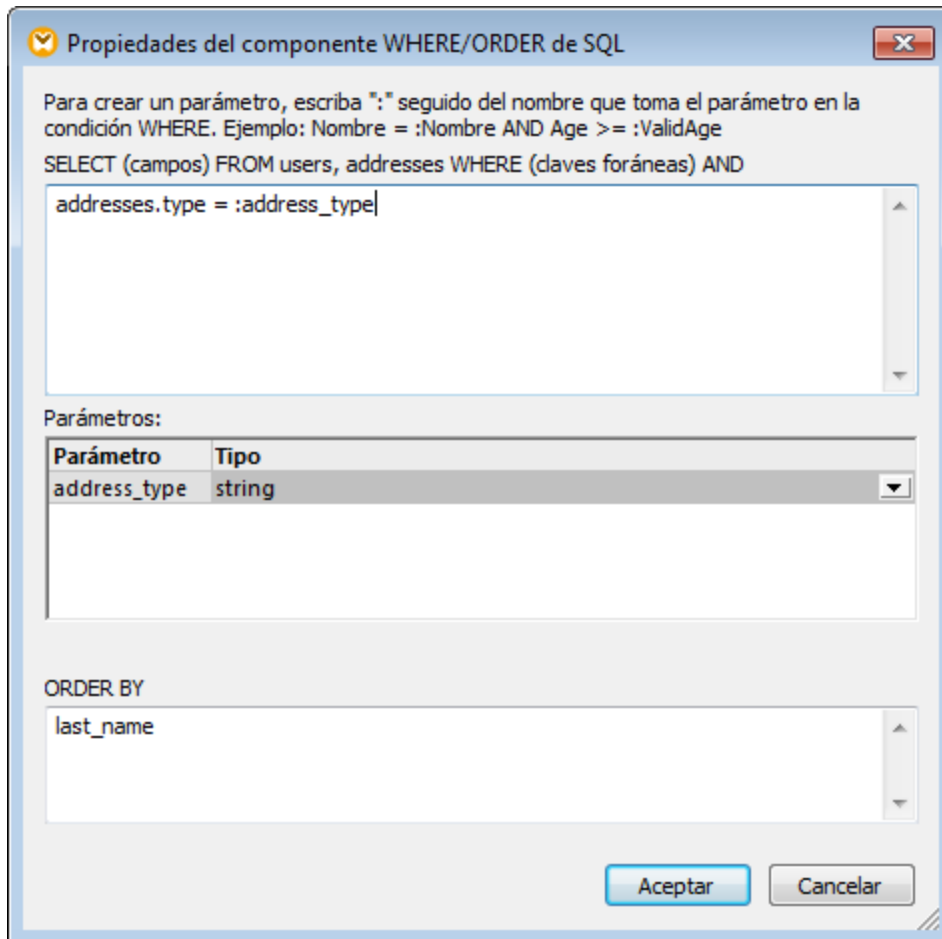 Propiedades del componente WHERE/ORDER de SQL
Para crear un parámetro, escriba ":" seguido del nombre que toma el parámetro en la
condición WHERE. Ejemplo: Nombre = :Nombre AND Age >= :ValidAge
SELECT (campos) FROM users, addresses WHERE (claves foráneas) AND
addresses.type = :address_type
Parámetros:
Parámetro Tipo
address_type string
ORDER BY
last_name
Aceptar Cancelar